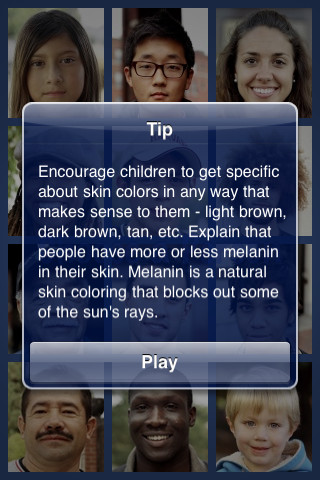 Tip
Encourage children to get specific
about skin colors in any way that
makes sense to them - light brown,
dark brown, tan, etc. Explain that
people have more or less melanin
in their skin. Melanin is a natural
skin coloring that blocks out some
of the sun's rays.
Play